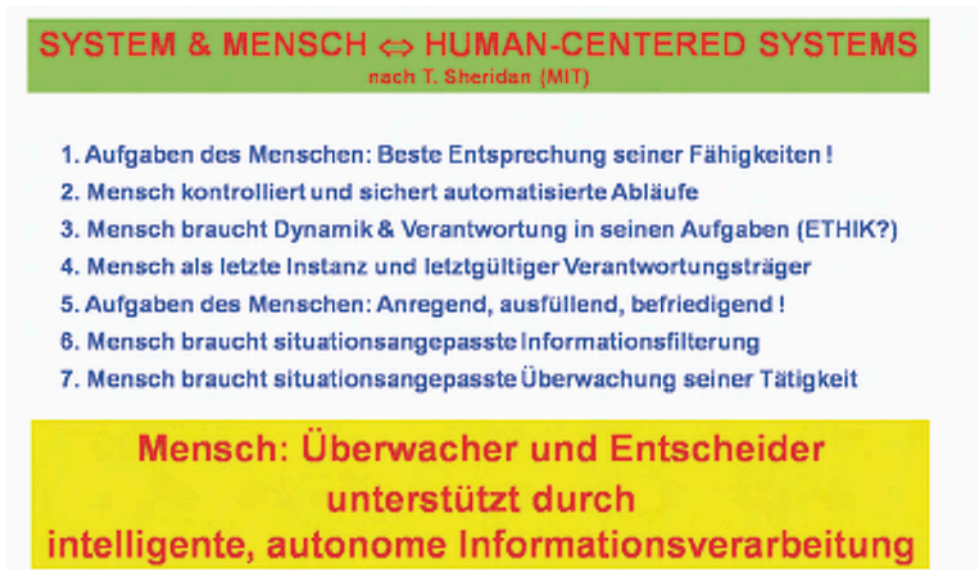 SYSTEM & MENSCH ⇔ HUMAN-CENTERED SYSTEMS
nach T. Sheridan (MIT)
1. Aufgaben des Menschen: Beste Entsprechung seiner Fähigkeiten !
2. Mensch kontrolliert und sichert automatisierte Abläufe
3. Mensch braucht Dynamik & Verantwortung in seinen Aufgaben (ETHIK?)
4. Mensch als letzte Instanz und letztgültiger Verantwortungsträger
5. Aufgaben des Menschen: Anregend, ausfüllend, befriedigend !
6. Mensch braucht situationsangepasste Informationsfilterung
7. Mensch braucht situationsangepasste Überwachung seiner Tätigkeit
Mensch: Überwacher und Entscheider
unterstützt durch
intelligente, autonome Informationsverarbeitung